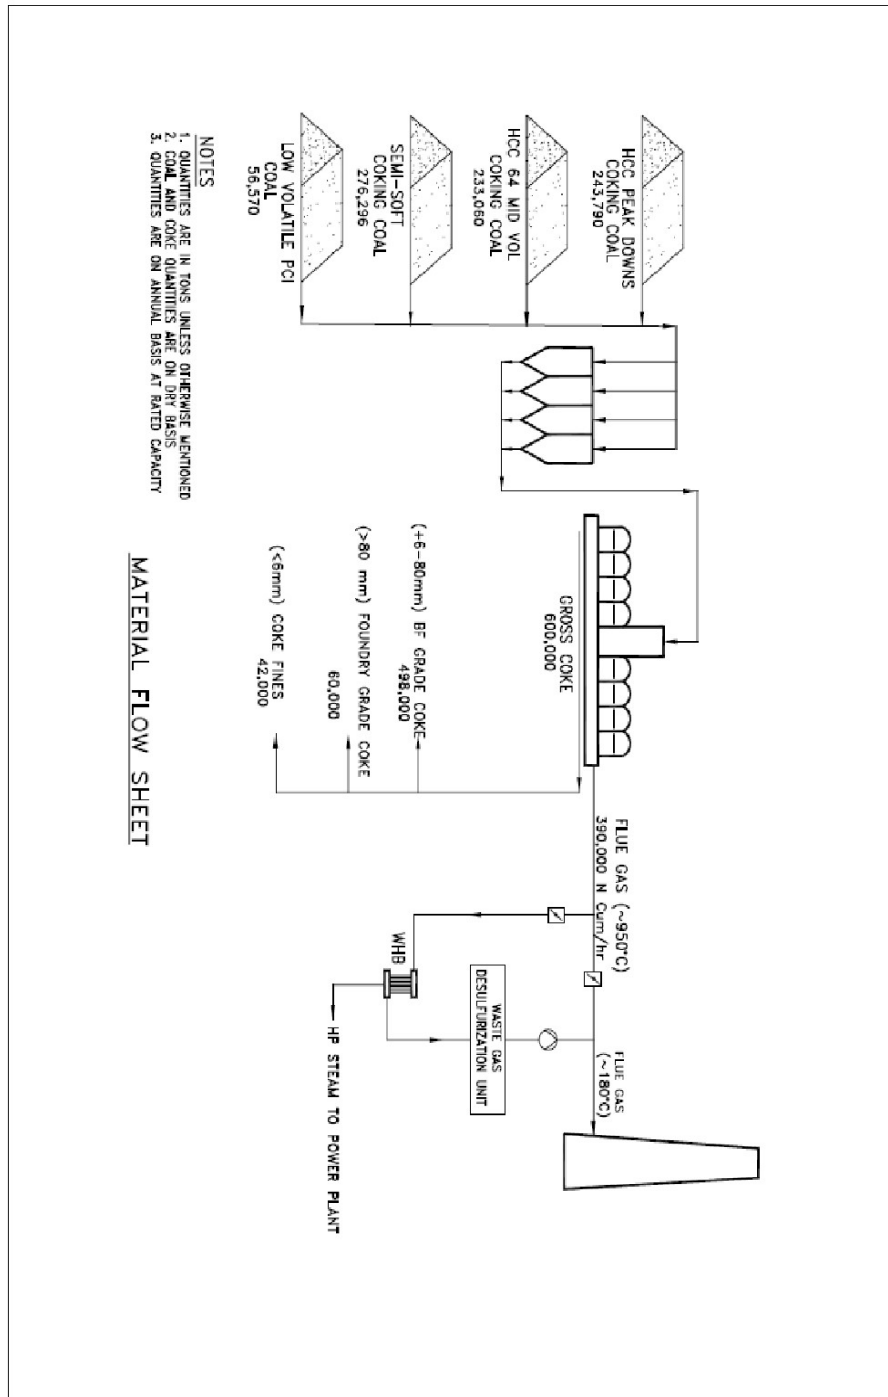 HCC PEAK DOWNS
COKING COAL
243,790
HCC 64 MID VOL
COKING COAL
233,060
SEMI-SOFT
COKING COAL
276,296
LOW VOLATILE PCI
COAL
56,570
GROSS COKE
600,000
(+6-80mm) BF GRADE COKE
498,000
(>80 mm) FOUNDRY GRADE COKE
60,000
(<6mm) COKE FINES
42,000
FLUE GAS (~950°C)
390,000 N Cum/hr
WHB
WASTE GAS
DESULFURIZATION UNIT
FLUE GAS
(~180°C)
HP STEAM TO POWER PLANT
NOTES
1. QUANTITIES ARE IN TONS UNLESS OTHERWISE MENTIONED
2. COAL AND COKE QUANTITIES ARE ON DRY BASIS
3. QUANTITIES ARE ON ANNUAL BASIS AT RATED CAPACITY
MATERIAL FLOW SHEET